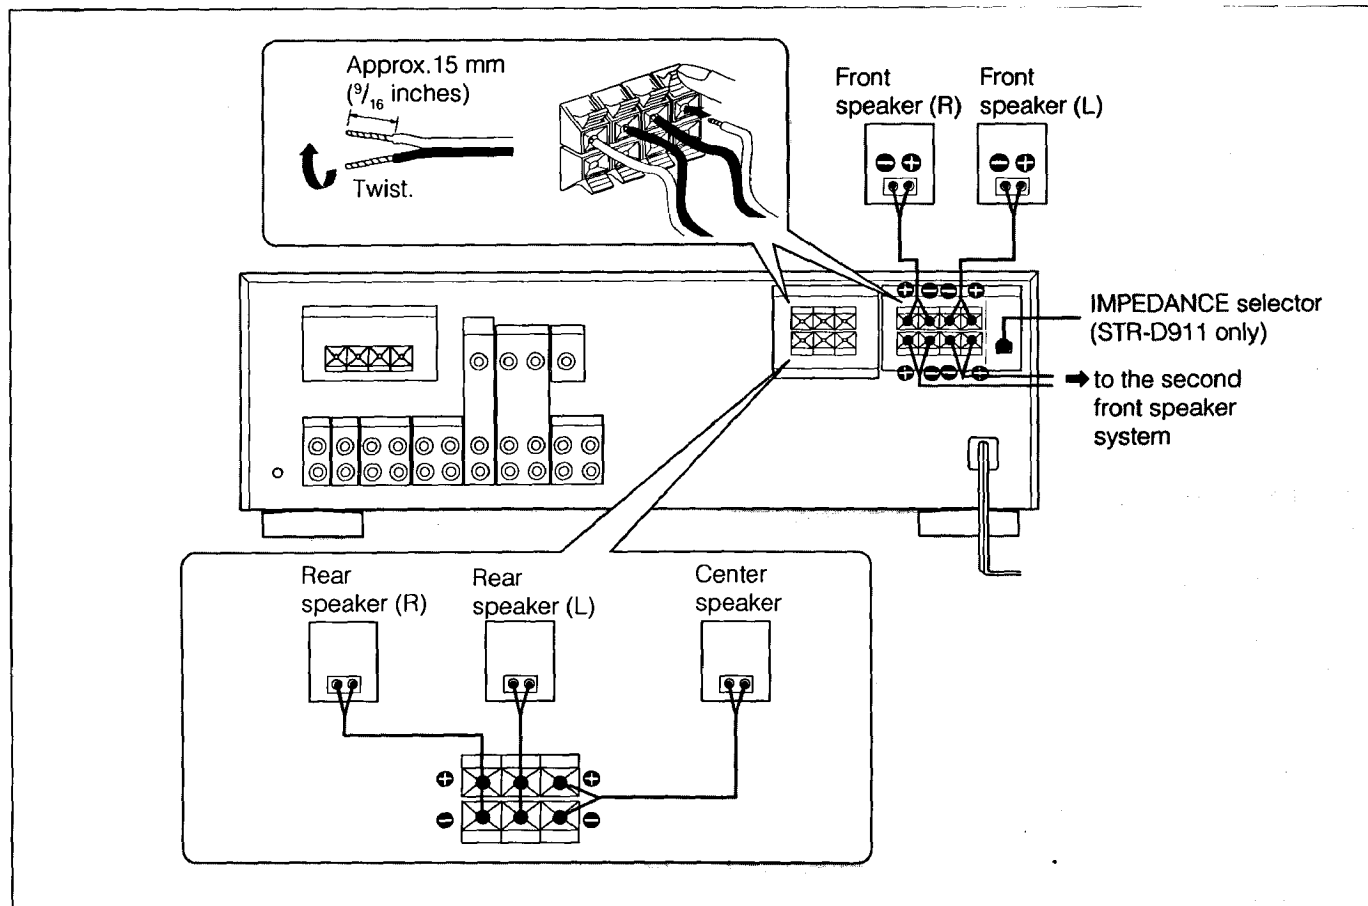 Approx.15 mm
(9/16 inches)
Twist.
Front
speaker (R)
Front
speaker (L)
IMPEDANCE selector
(STR-D911 only)
to the second
front speaker
system
Rear
speaker (R)
Rear
speaker (L)
Center
speaker